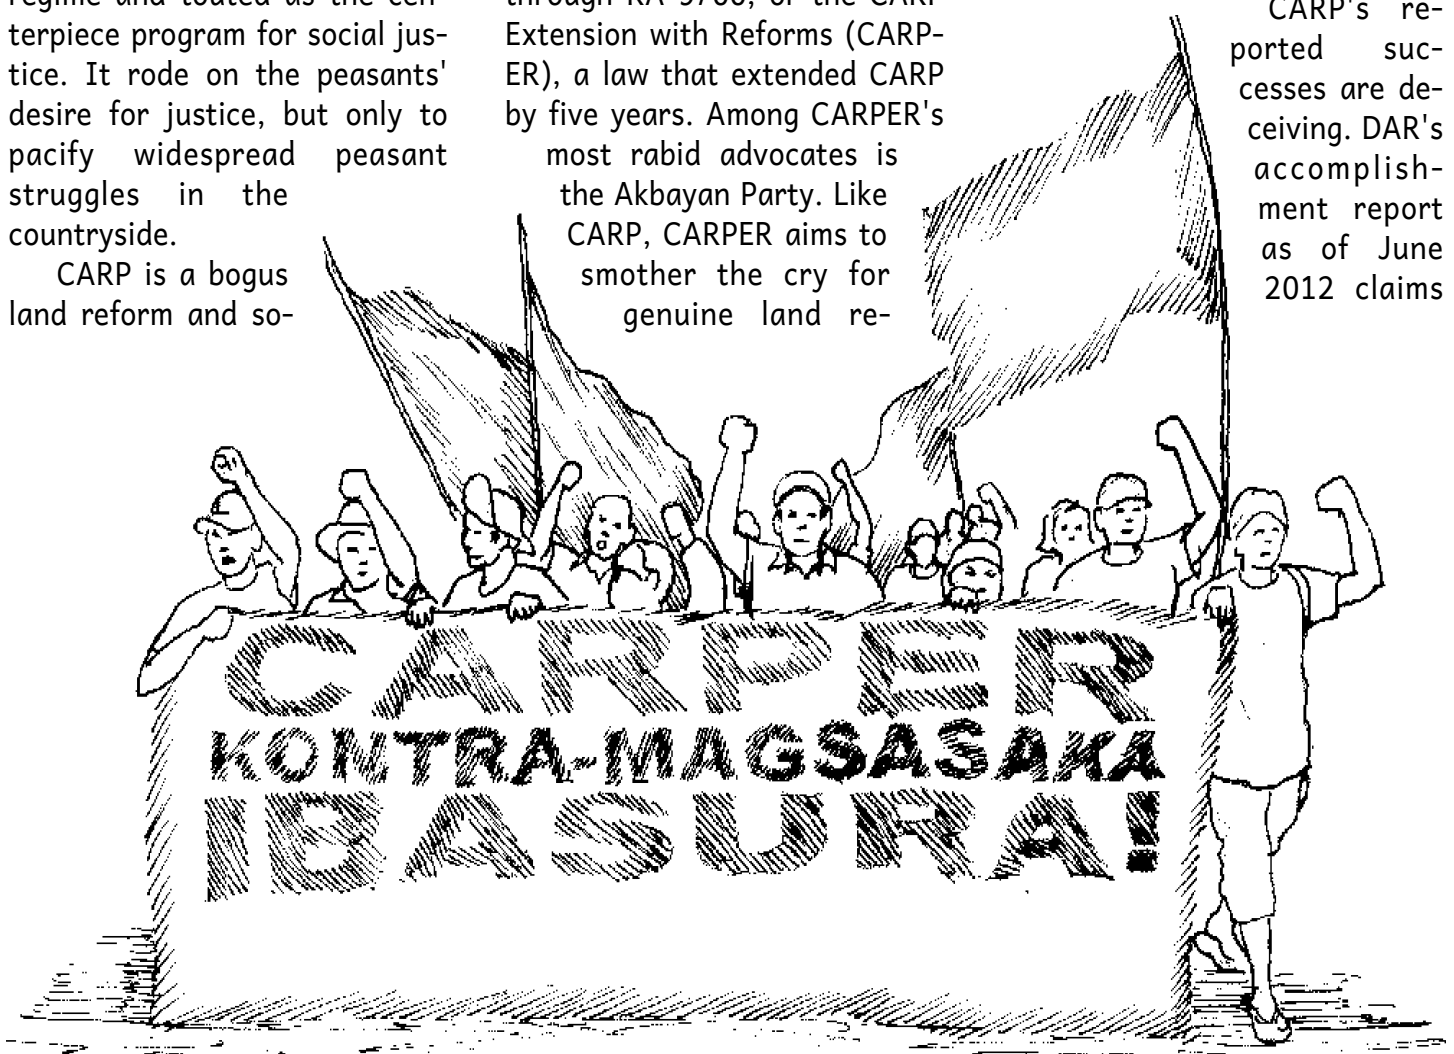 terpiece program for social jus-
tice. It rode on the peasants'
desire for justice, but only to
pacify widespread peasant
struggles in the
countryside.
CARP is a bogus
land reform and so-
Extension with Reforms (CARP-
ER), a law that extended CARP
by five years. Among CARPER's
most rabid advocates is
the Akbayan Party. Like
CARP, CARPER aims to
smother the cry for
genuine land re-
CARP's re-
ported suc-
cesses are de-
ceiving. DAR's
accomplish-
ment report
as of June
2012 claims
CARPER
KONTRA-MAGSASAKA
IBASURA!